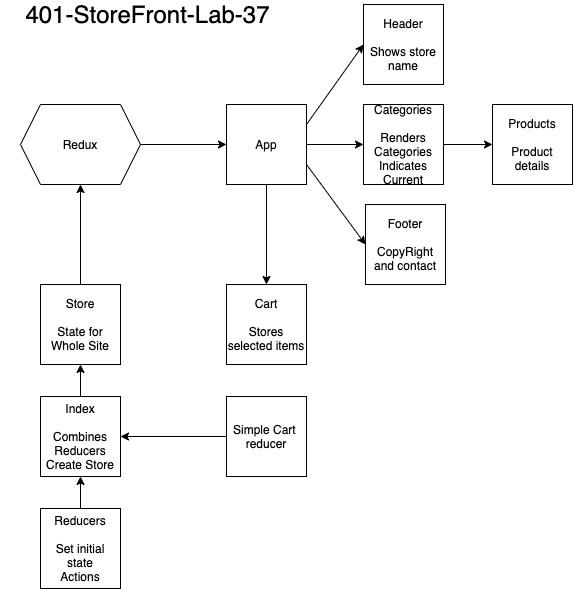 401-StoreFront-Lab-37
Header
Shows store
name
Redux
App
Categories
Renders
Categories
Indicates
Current
Products
Product
details
Footer
CopyRight
and contact
Store
State for
Whole Site
Cart
Stores
selected items
Index
Combines
Reducers
Create Store
Simple Cart
reducer
Reducers
Set initial
state
Actions